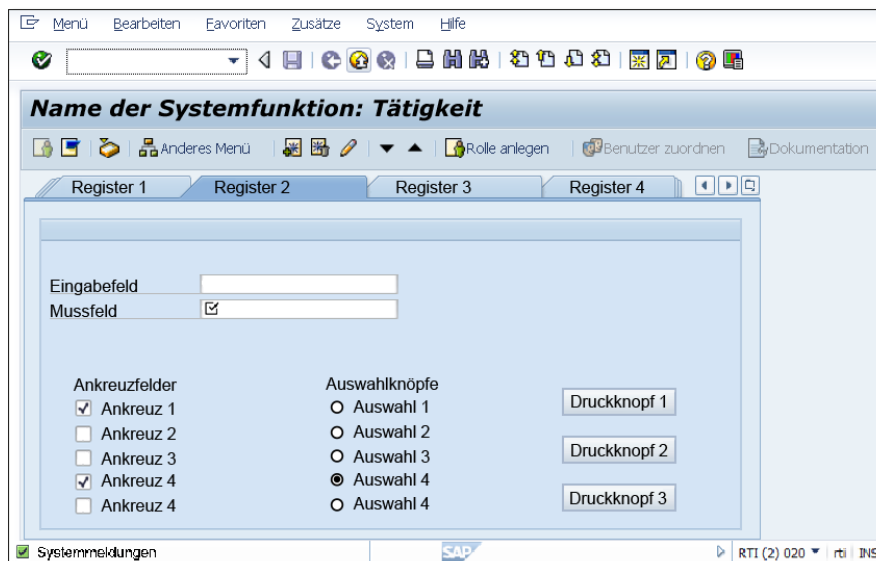 Menü Bearbeiten Favoriten Zusätze System Hilfe
Name der Systemfunktion: Tätigkeit
Anderes Menü Rolle anlegen Benutzer zuordnen Dokumentation
Register 1 Register 2 Register 3 Register 4
Eingabefeld
Mussfeld
Ankreuzfelder Auswahlknöpfe
Ankreuz 1 Auswahl 1 Druckknopf 1
Ankreuz 2 Auswahl 2
Ankreuz 3 Auswahl 3 Druckknopf 2
Ankreuz 4 Auswahl 4
Ankreuz 4 Auswahl 4 Druckknopf 3
Systemmeldungen SAP RTI (2) 020 rti INS